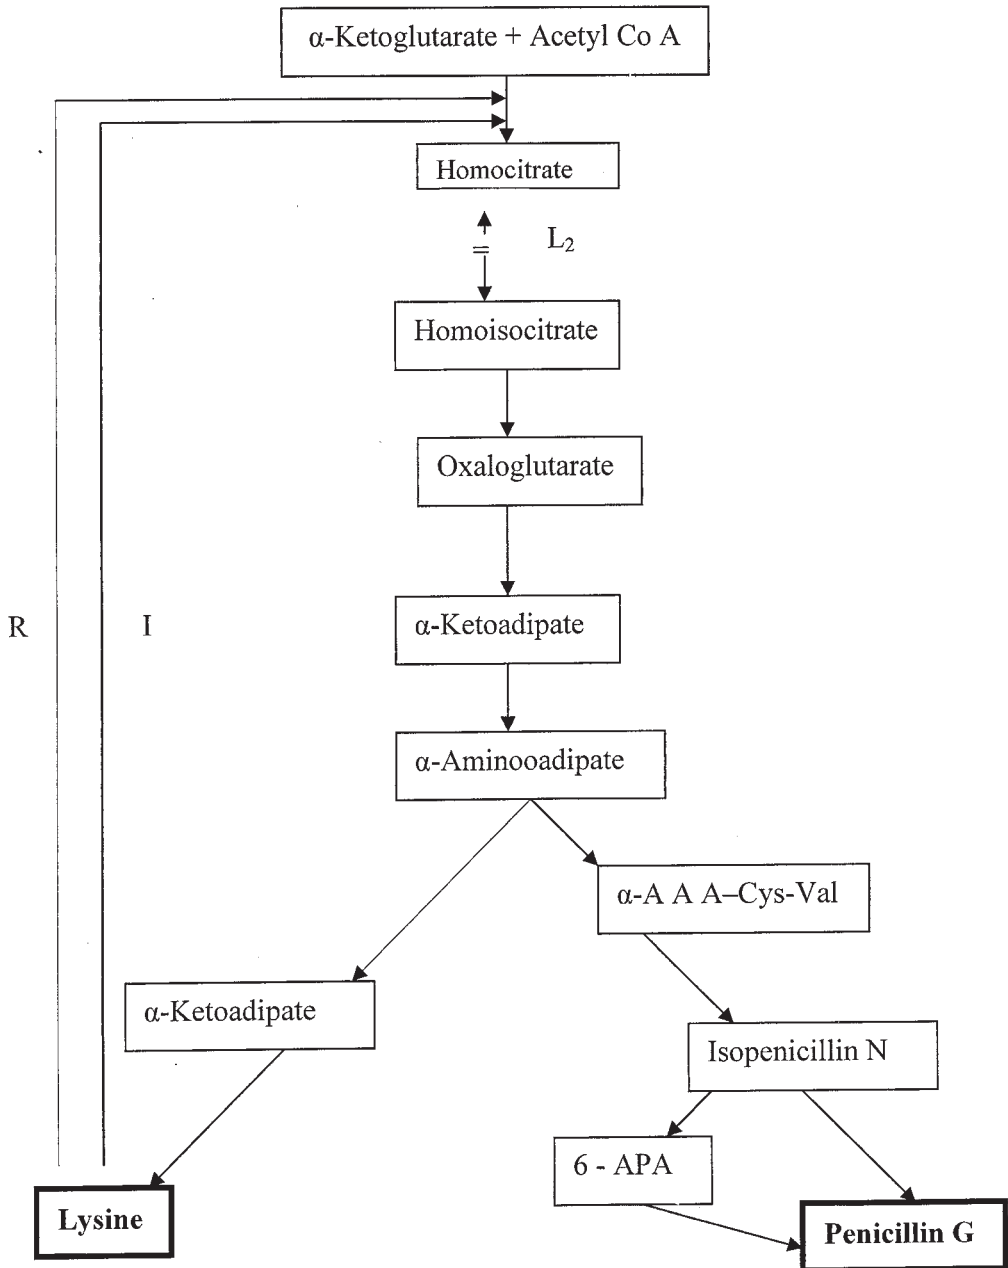 α-Ketoglutarate + Acetyl Co A
Homocitrate
=
L₂
Homoisocitrate
Oxaloglutarate
R
I
α-Ketoadipate
α-Aminooadipate
α-A A A–Cys-Val
α-Ketoadipate
Isopenicillin N
6 - APA
Lysine
Penicillin G